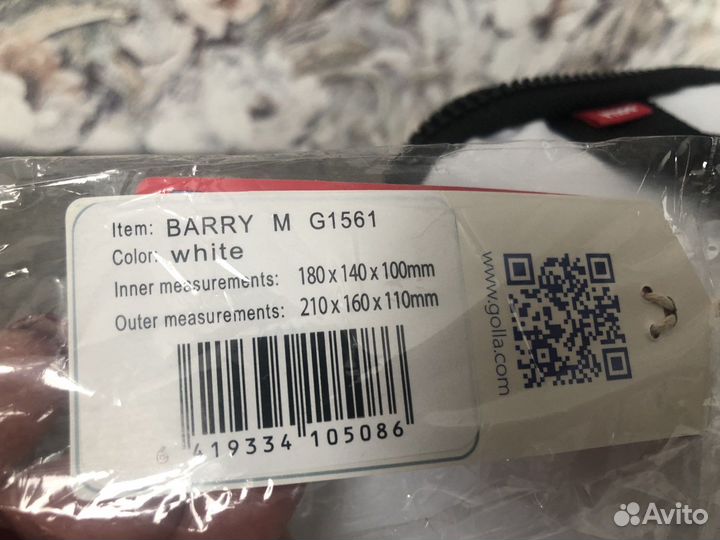 Item: BARRY M G1561
Color: white
Inner measurements: 180 x 140 x 100mm
Outer measurements: 210 x 160 x 110mm
419334 105086
www.golla.com
Avito